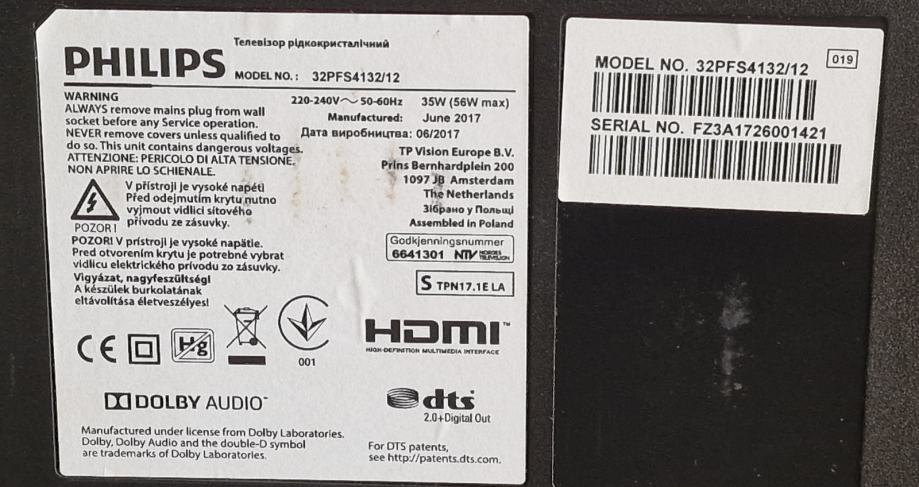 Телевізор рідкокристалічний
PHILIPS
MODEL NO.: 32PFS4132/12
WARNING
ALWAYS remove mains plug from wall
socket before any Service operation.
NEVER remove covers unless qualified to
do so. This unit contains dangerous voltages.
ATTENZIONE: PERICOLO DI ALTA TENSIONE.
NON APRIRE LO SCHIENALE.
V přístroji je vysoké napětí
Před odejmutím krytu nutno
vyjmout vidlici síťového
přívodu ze zásuvky.
POZOR!
POZOR! V prístroji je vysoké napätie.
Pred otvorením krytu je potrebné vybrat
vidlicu elektrického prívodu zo zásuvky.
Vigyázat, nagyfeszültség!
A készülek burkolatának
eltávolítása életveszélyes!
220-240V~ 50-60Hz 35W (56W max)
Manufactured: June 2017
Дата виробництва: 06/2017
TP Vision Europe B.V.
Prins Bernhardplein 200
1097 JB Amsterdam
The Netherlands
Зібрано у Польщі
Assembled in Poland
Godkjenningsnummer
6641301 NTV NORGES TELEVISJON
S TPN17.1E LA
CE
Hg
001
HDMI™
HIGH-DEFINITION MULTIMEDIA INTERFACE
DOLBY AUDIO™
dts
2.0+Digital Out
Manufactured under license from Dolby Laboratories.
Dolby, Dolby Audio and the double-D symbol
are trademarks of Dolby Laboratories.
For DTS patents,
see http://patents.dts.com.
MODEL NO. 32PFS4132/12
019
SERIAL NO. FZ3A1726001421